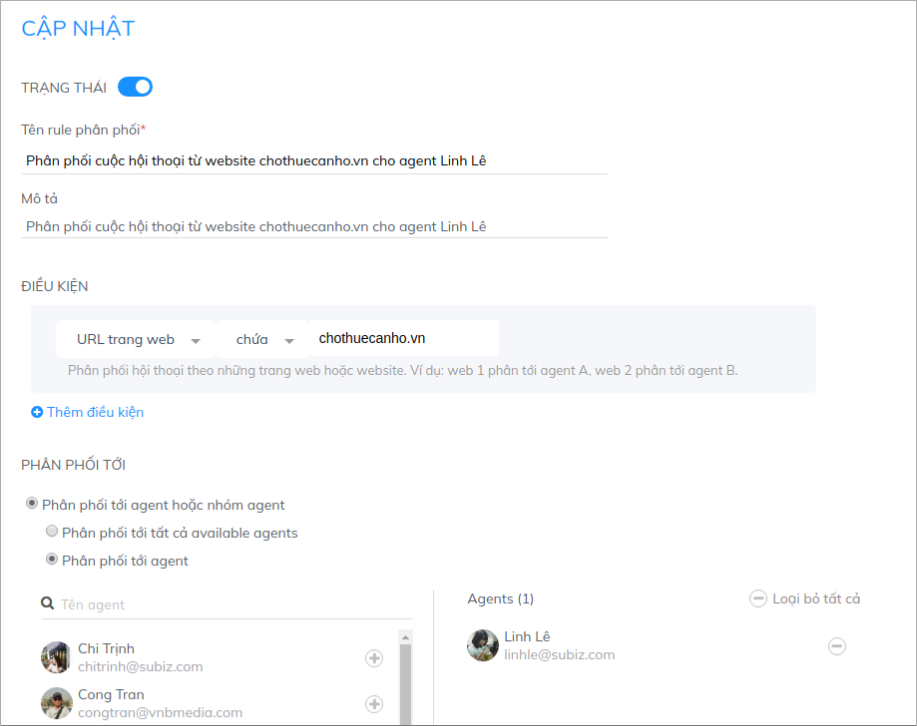 CẬP NHẬT
TRẠNG THÁI
Tên rule phân phối*
Phân phối cuộc hội thoại từ website chothuecanho.vn cho agent Linh Lê
Mô tả
Phân phối cuộc hội thoại từ website chothuecanho.vn cho agent Linh Lê
ĐIỀU KIỆN
URL trang web chứa chothuecanho.vn
Phân phối hội thoại theo những trang web hoặc website. Ví dụ: web 1 phân tới agent A, web 2 phân tới agent B.
Thêm điều kiện
PHÂN PHỐI TỚI
Phân phối tới agent hoặc nhóm agent
Phân phối tới tất cả available agents
Phân phối tới agent
Tên agent
Chi Trịnh
chitrinh@subiz.com
Cong Tran
congtran@vnbmedia.com
Agents (1) Loại bỏ tất cả
Linh Lê
linhle@subiz.com